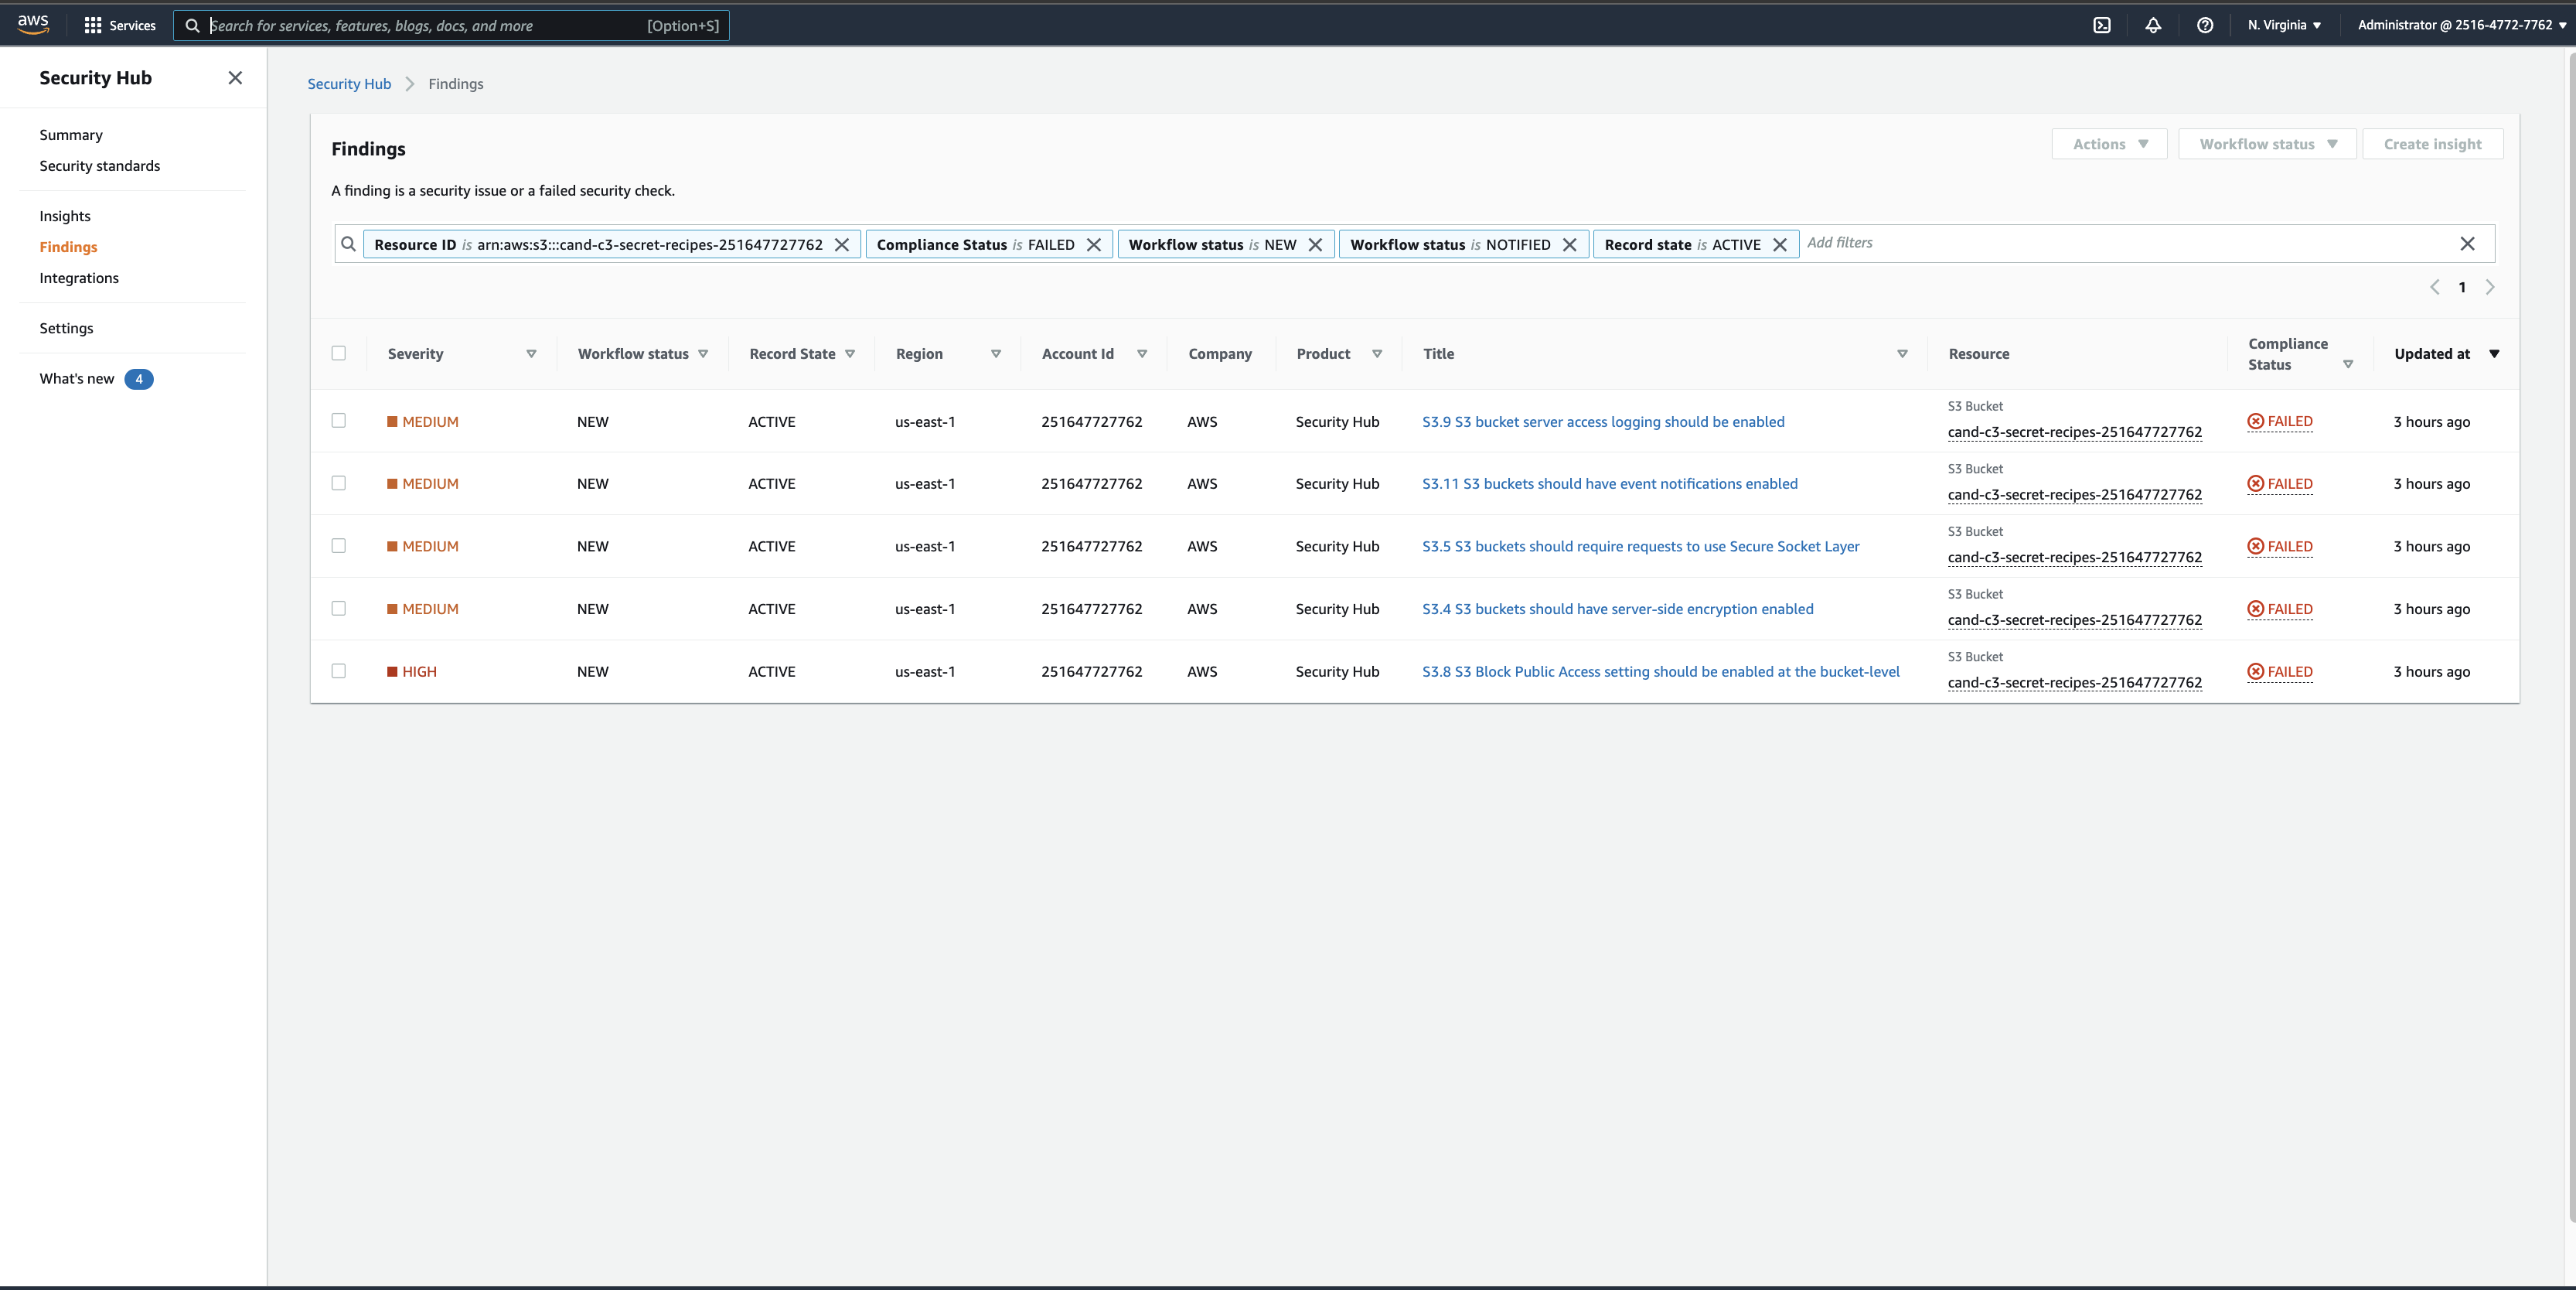 aws Services Search for services, features, blogs, docs, and more [Option+S] N. Virginia Administrator @ 2516-4772-7762
Security Hub
Summary
Security standards
Insights
Findings
Integrations
Settings
What's new 4
Security Hub Findings
Findings
Actions Workflow status Create insight
A finding is a security issue or a failed security check.
Resource ID is arn:aws:s3:::cand-c3-secret-recipes-251647727762 Compliance Status is FAILED Workflow status is NEW Workflow status is NOTIFIED Record state is ACTIVE Add filters
1
Severity Workflow status Record State Region Account Id Company Product Title Resource Compliance Status Updated at
MEDIUM NEW ACTIVE us-east-1 251647727762 AWS Security Hub S3.9 S3 bucket server access logging should be enabled S3 Bucket cand-c3-secret-recipes-251647727762 FAILED 3 hours ago
MEDIUM NEW ACTIVE us-east-1 251647727762 AWS Security Hub S3.11 S3 buckets should have event notifications enabled S3 Bucket cand-c3-secret-recipes-251647727762 FAILED 3 hours ago
MEDIUM NEW ACTIVE us-east-1 251647727762 AWS Security Hub S3.5 S3 buckets should require requests to use Secure Socket Layer S3 Bucket cand-c3-secret-recipes-251647727762 FAILED 3 hours ago
MEDIUM NEW ACTIVE us-east-1 251647727762 AWS Security Hub S3.4 S3 buckets should have server-side encryption enabled S3 Bucket cand-c3-secret-recipes-251647727762 FAILED 3 hours ago
HIGH NEW ACTIVE us-east-1 251647727762 AWS Security Hub S3.8 S3 Block Public Access setting should be enabled at the bucket-level S3 Bucket cand-c3-secret-recipes-251647727762 FAILED 3 hours ago